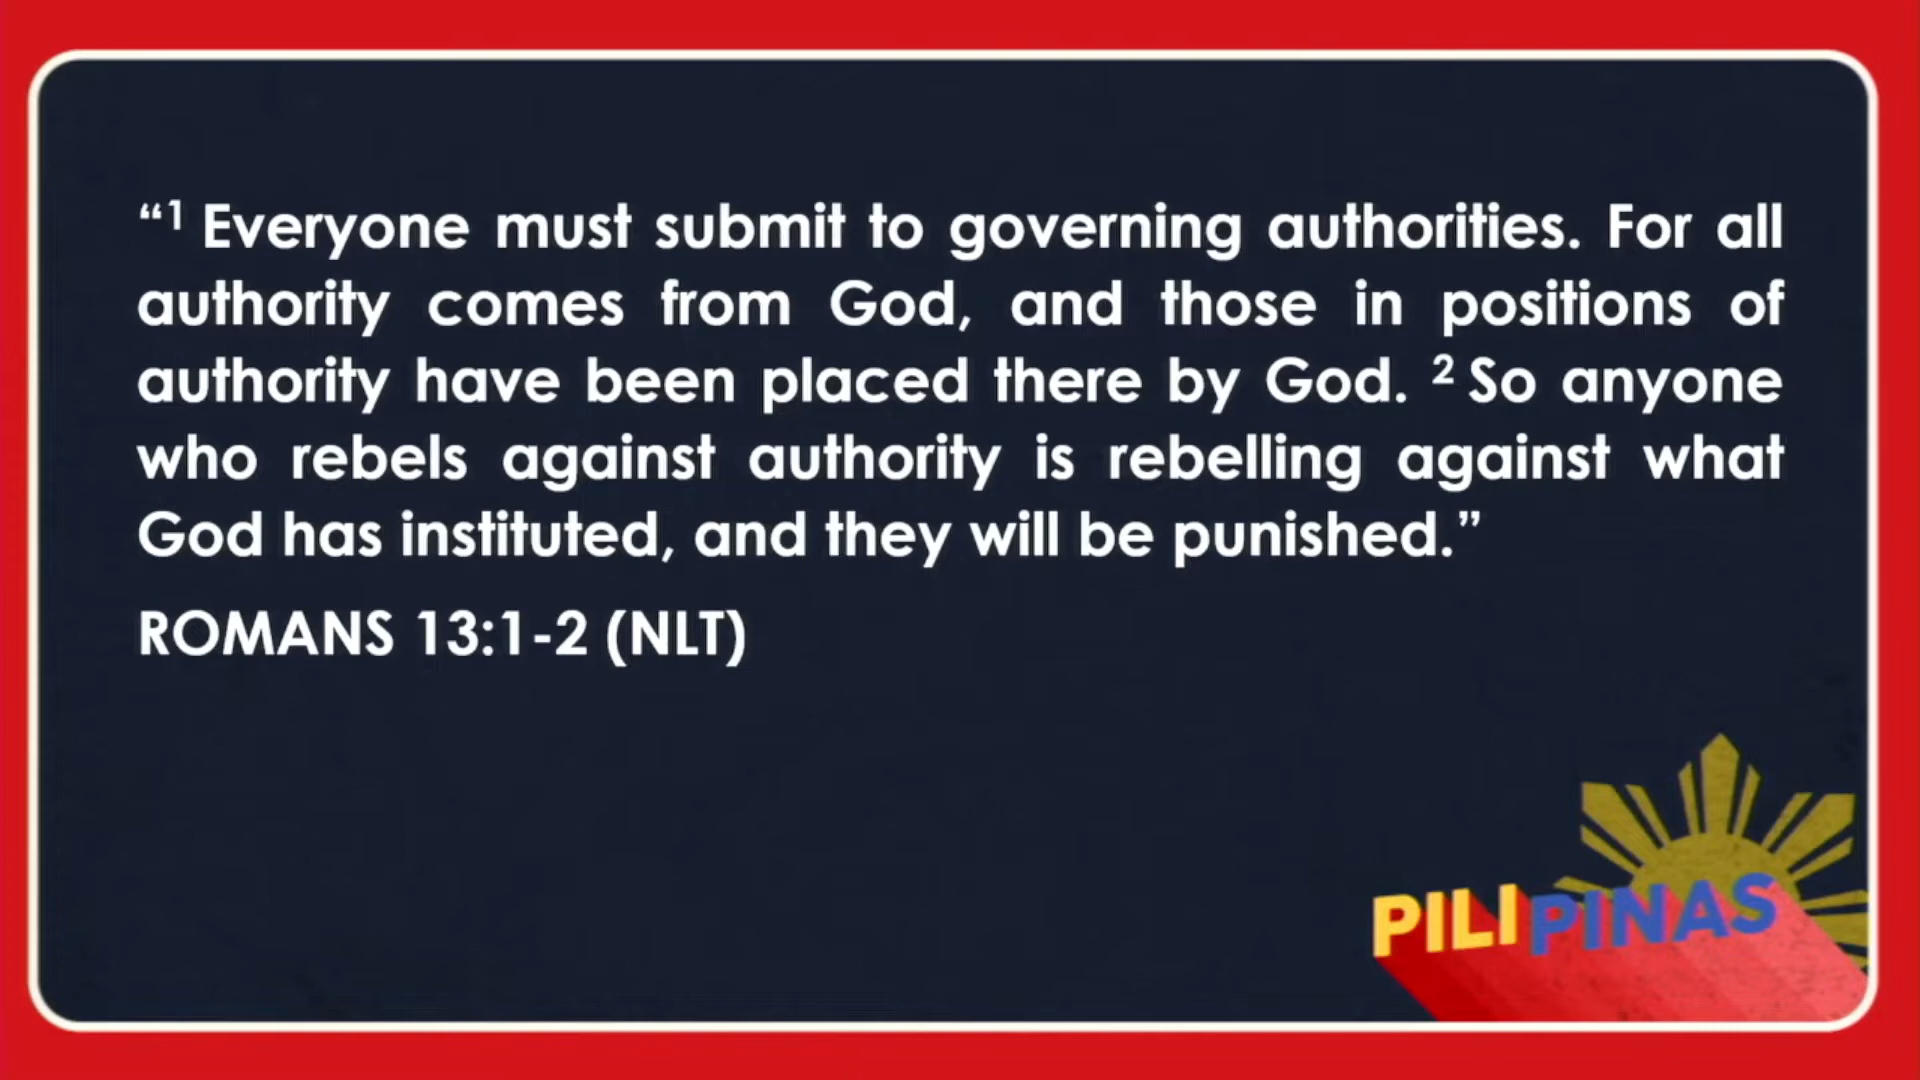 “¹ Everyone must submit to governing authorities. For all
authority comes from God, and those in positions of
authority have been placed there by God. ² So anyone
who rebels against authority is rebelling against what
God has instituted, and they will be punished.”
ROMANS 13:1-2 (NLT)
PILIPINAS